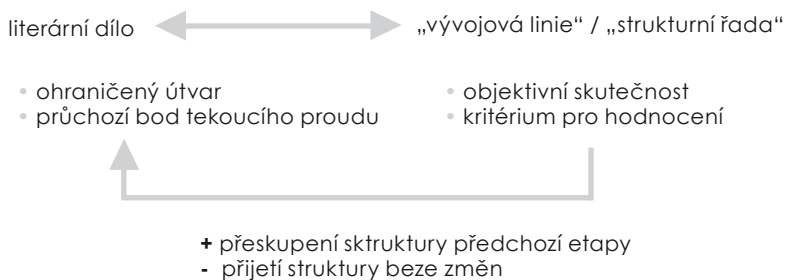 literární dílo
„vývojová linie“ / „strukturní řada“
• ohraničený útvar
• průchozí bod tekoucího proudu
• objektivní skutečnost
• kritérium pro hodnocení
+ přeskupení sktruktury předchozí etapy
- přijetí struktury beze změn